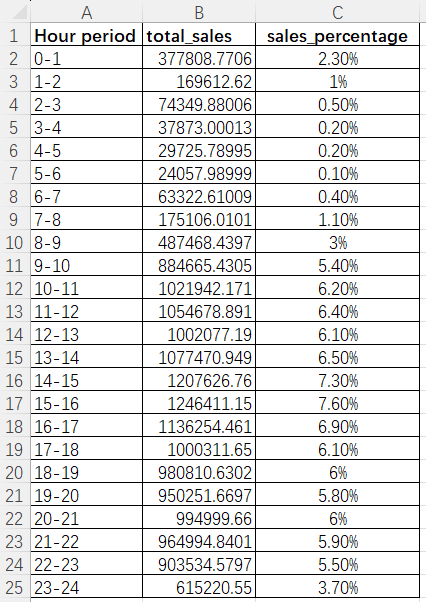 A B C
1 Hour period total_sales sales_percentage
2 0-1 377808.7706 2.30%
3 1-2 169612.62 1%
4 2-3 74349.88006 0.50%
5 3-4 37873.00013 0.20%
6 4-5 29725.78995 0.20%
7 5-6 24057.98999 0.10%
8 6-7 63322.61009 0.40%
9 7-8 175106.0101 1.10%
10 8-9 487468.4397 3%
11 9-10 884665.4305 5.40%
12 10-11 1021942.171 6.20%
13 11-12 1054678.891 6.40%
14 12-13 1002077.19 6.10%
15 13-14 1077470.949 6.50%
16 14-15 1207626.76 7.30%
17 15-16 1246411.15 7.60%
18 16-17 1136254.461 6.90%
19 17-18 1000311.65 6.10%
20 18-19 980810.6302 6%
21 19-20 950251.6697 5.80%
22 20-21 994999.66 6%
23 21-22 964994.8401 5.90%
24 22-23 903534.5797 5.50%
25 23-24 615220.55 3.70%